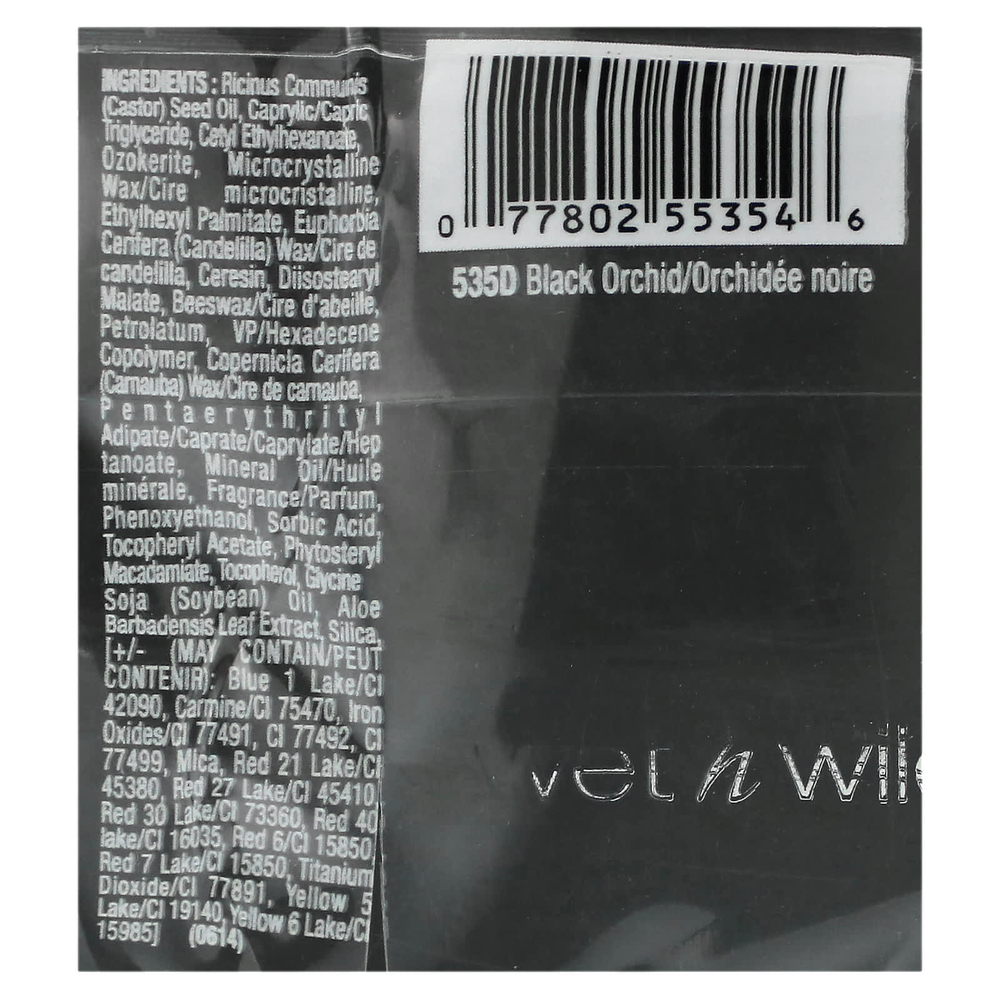 INGREDIENTS : Ricinus Communis
(Castor) Seed Oil, Caprylic/Capric
Triglyceride, Cetyl Ethylhexanoate,
Ozokerite, Microcrystalline
Wax/Cire microcristalline,
Ethylhexyl Palmitate, Euphorbia
Cerifera (Candelilla) Wax/Cire de
candelilla, Ceresin, Diisostearyl
Malate, Beeswax/Cire d'abeille,
Petrolatum, VP/Hexadecene
Copolymer, Copernicia Cerifera
(Carnauba) Wax/Cire de carnauba,
Pentaerythrityl
Adipate/Caprate/Caprylate/Hep
tanoate, Mineral Oil/Huile
minérale, Fragrance/Parfum,
Phenoxyethanol, Sorbic Acid,
Tocopheryl Acetate, Phytosteryl
Macadamiate, Tocopherol, Glycine
Soja (Soybean) Oil, Aloe
Barbadensis Leaf Extract, Silica,
[+/- (MAY CONTAIN/PEUT
CONTENIR): Blue 1 Lake/CI
42090, Carmine/CI 75470, Iron
Oxides/CI 77491, CI 77492, CI
77499, Mica, Red 21 Lake/CI
45380, Red 27 Lake/CI 45410,
Red 30 Lake/CI 73360, Red 40
lake/CI 16035, Red 6/CI 15850,
Red 7 Lake/CI 15850, Titanium
Dioxide/CI 77891, Yellow 5
Lake/CI 19140, Yellow 6 Lake/CI
15985] (0614)
0 77802 55354 6
535D Black Orchid/Orchidée noire
wet n wild